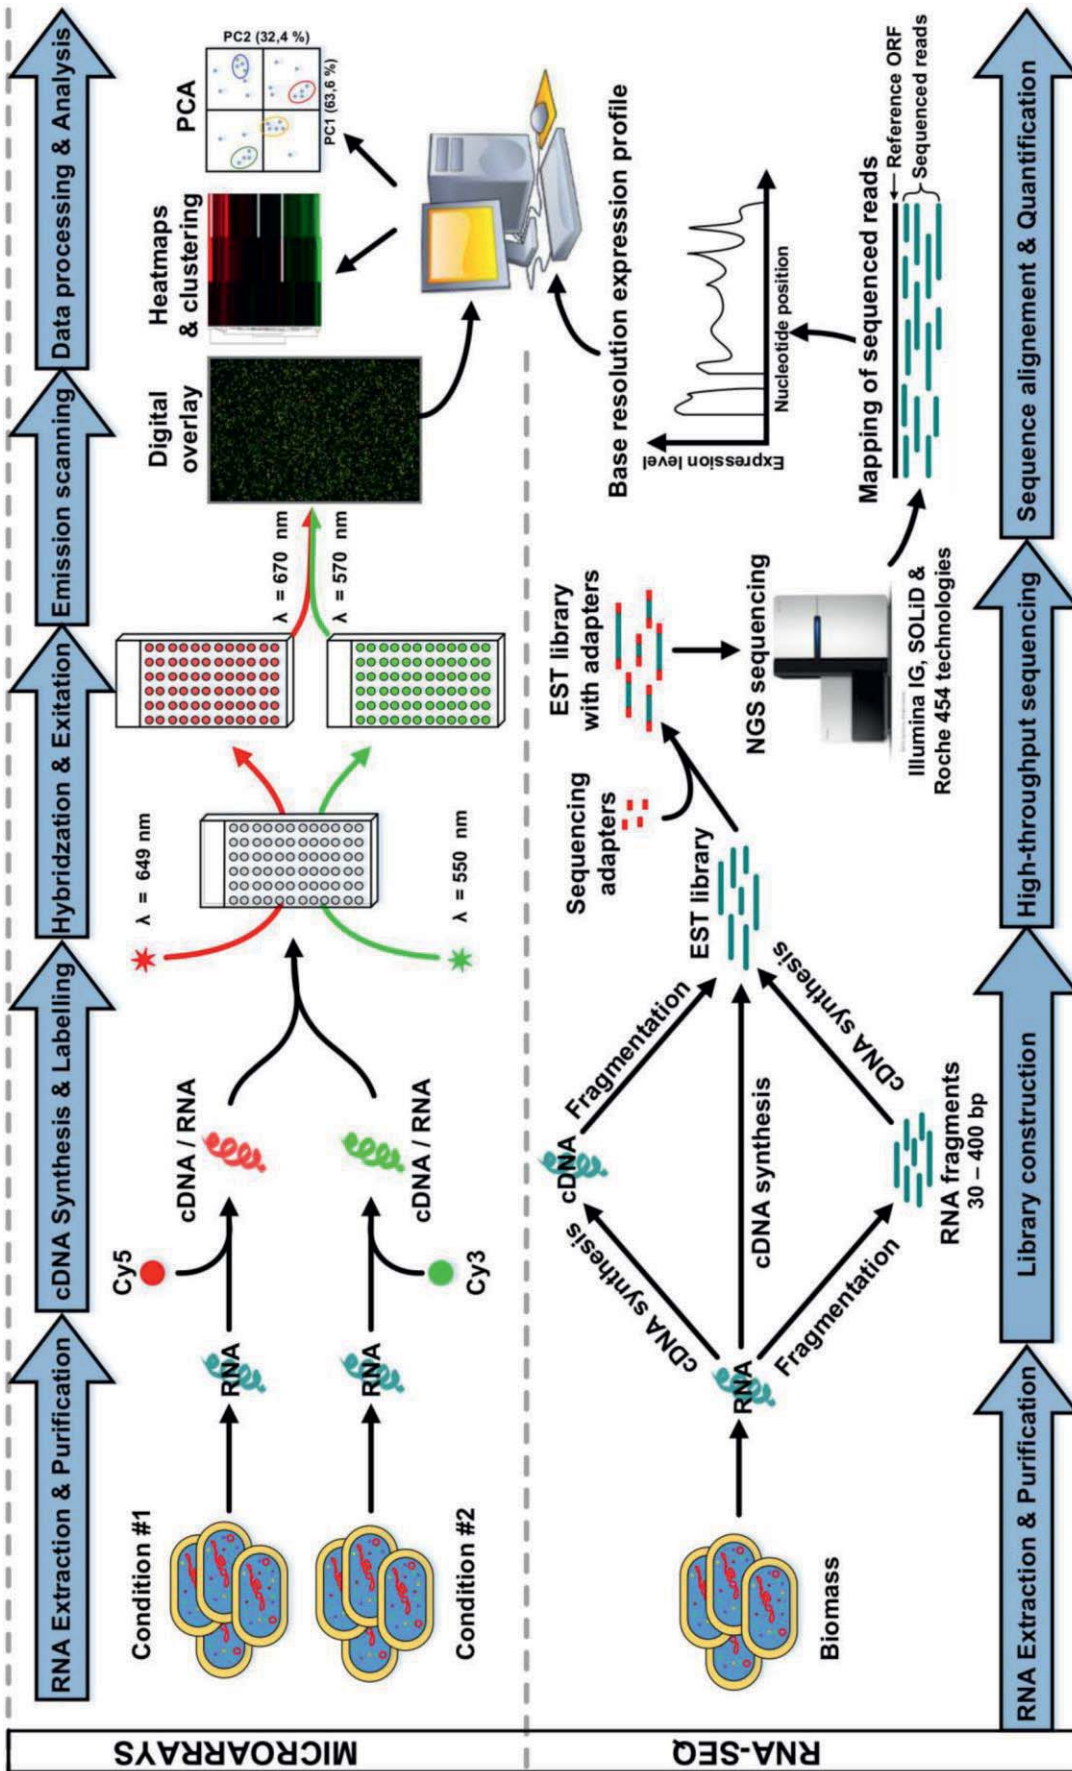 MICROARRAYS
RNA Extraction & Purification
cDNA Synthesis & Labelling
Hybridzation & Exitation
Emission scanning
Data processing & Analysis
Condition #1
Condition #2
RNA
RNA
Cy5
Cy3
cDNA / RNA
cDNA / RNA
λ = 649 nm
λ = 550 nm
λ = 670 nm
λ = 570 nm
Digital
overlay
Heatmaps
& clustering
PCA
PC2 (32,4 %)
PC1 (63,6 %)
RNA-SEQ
Biomass
RNA
cDNA synthesis
cDNA synthesis
Fragmentation
cDNA
RNA fragments
30 – 400 bp
Fragmentation
cDNA synthesis
EST library
Sequencing
adapters
EST library
with adapters
NGS sequencing
Illumina IG, SOLiD &
Roche 454 technologies
Base resolution expression profile
Expression level
Nucleotide position
Mapping of sequenced reads
Reference ORF
Sequenced reads
RNA Extraction & Purification
Library construction
High-throughput sequencing
Sequence alignement & Quantification